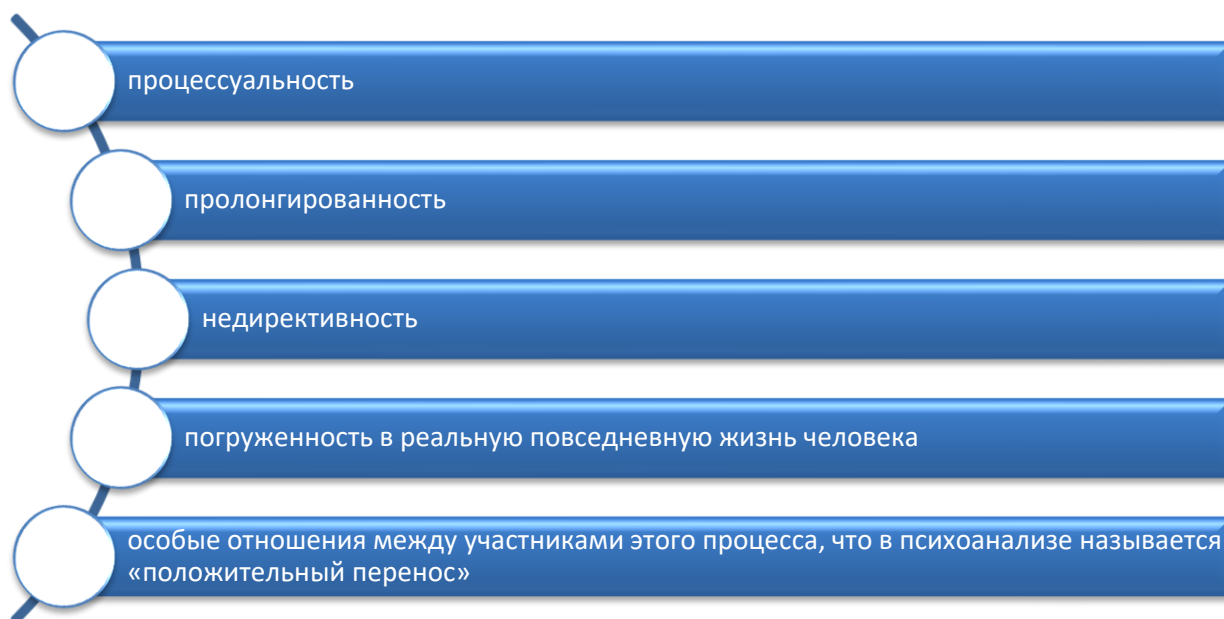 процессуальность
пролонгированность
недирективность
погруженность в реальную повседневную жизнь человека
особые отношения между участниками этого процесса, что в психоанализе называется
«положительный перенос»